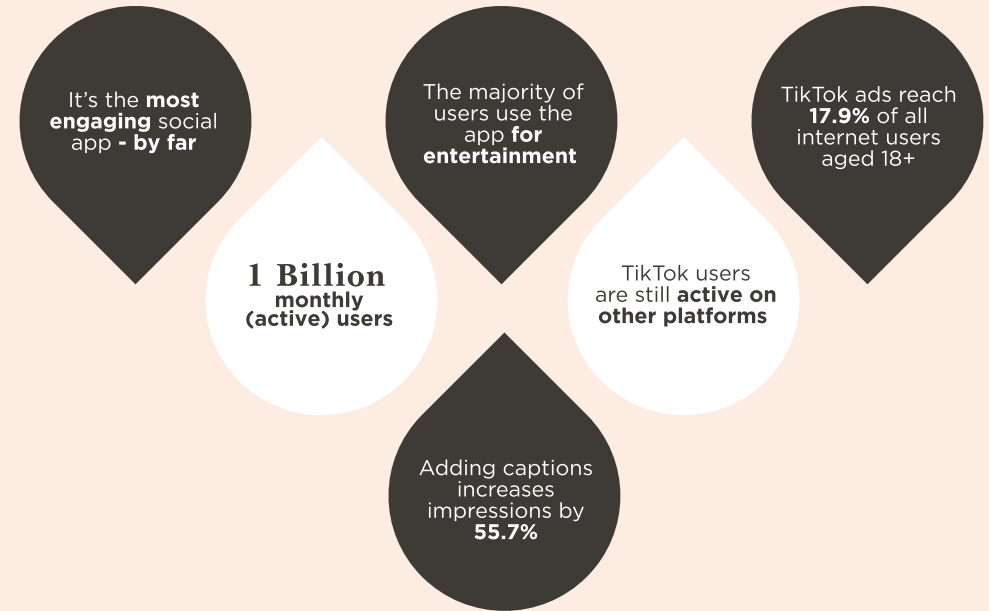 It's the most
engaging social
app - by far
The majority of
users use the
app for
entertainment
TikTok ads reach
17.9% of all
internet users
aged 18+
1 Billion
monthly
(active) users
TikTok users
are still active on
other platforms
Adding captions
increases
impressions by
55.7%